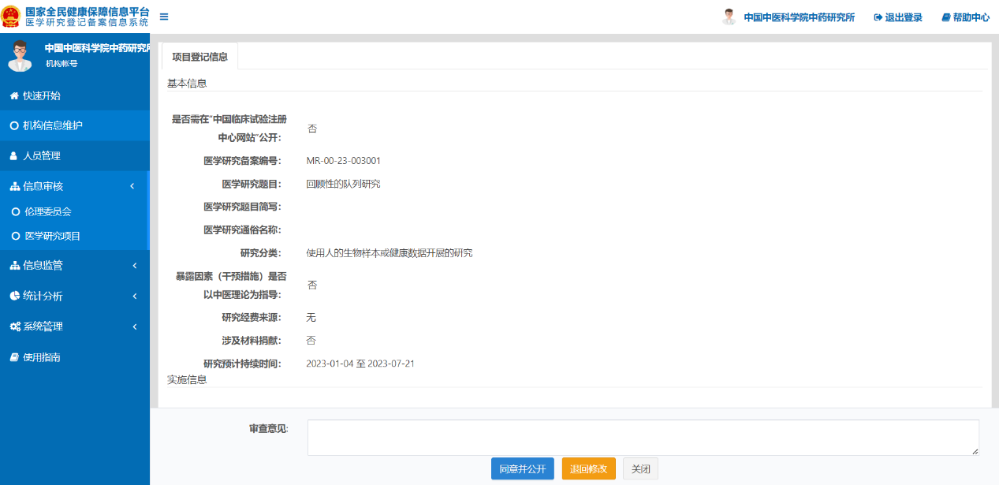 国家全民健康保障信息平台
医学研究登记备案信息系统
中国中医科学院中药研究所
退出登录
帮助中心
中国中医科学院中药研究所
机构帐号
快速开始
机构信息维护
人员管理
信息审核
伦理委员会
医学研究项目
信息监管
统计分析
系统管理
使用指南
项目登记信息
基本信息
是否需在"中国临床试验注册
中心网站"公开:
否
医学研究备案编号: MR-00-23-003001
医学研究题目: 回顾性的队列研究
医学研究题目简写:
医学研究通俗名称:
研究分类: 使用人的生物样本或健康数据开展的研究
暴露因素（干预措施）是否
以中医理论为指导:
否
研究经费来源: 无
涉及材料捐献: 否
研究预计持续时间: 2023-01-04 至 2023-07-21
实施信息
审查意见:
同意并公开 退回修改 关闭